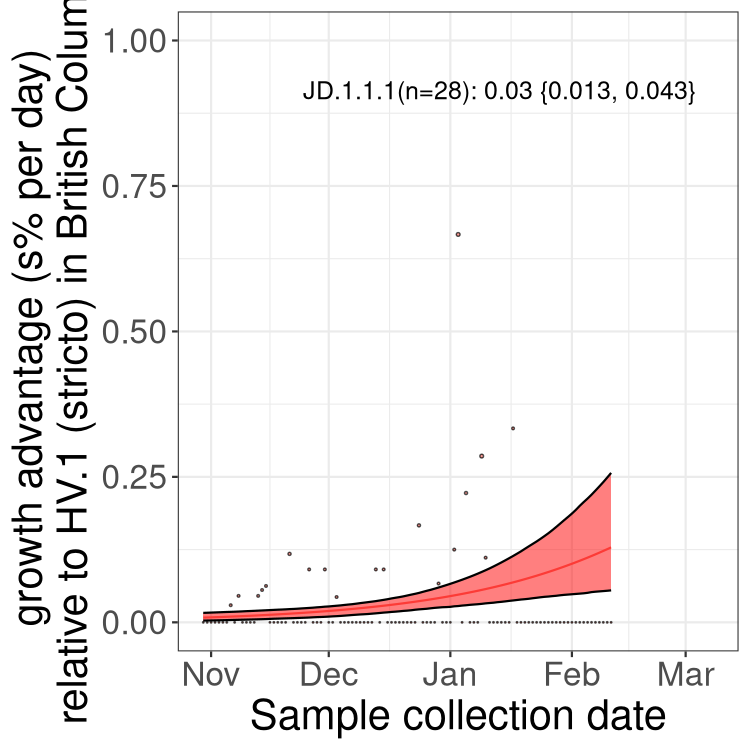 growth advantage (s% per day)
relative to HV.1 (stricto) in British Colum
1.00
0.75
0.50
0.25
0.00
JD.1.1.1(n=28): 0.03 {0.013, 0.043}
Nov Dec Jan Feb Mar
Sample collection date